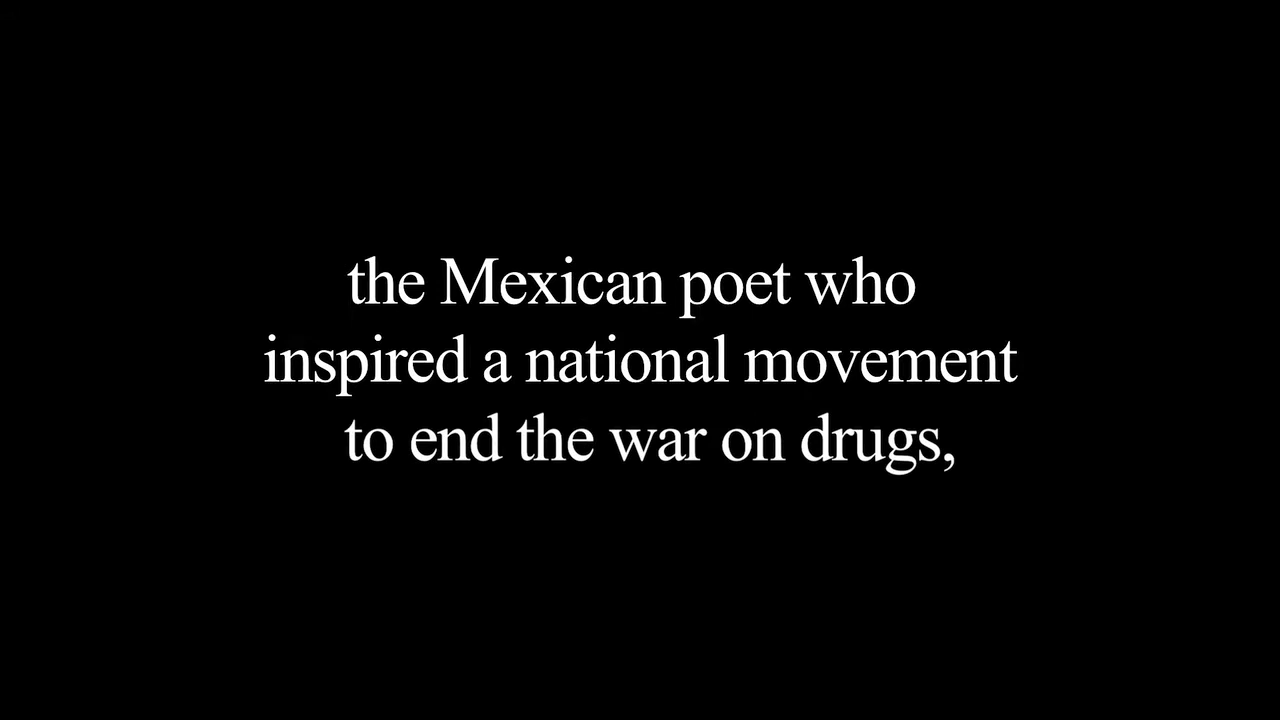 the Mexican poet who
inspired a national movement
to end the war on drugs,